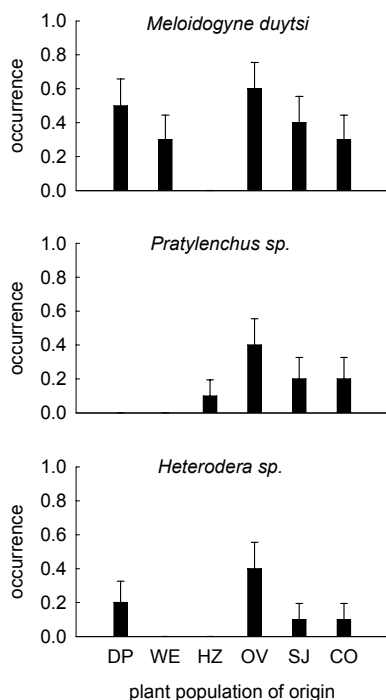 Meloidogyne duytsi
1.0
0.8
0.6
0.4
0.2
0.0
occurrence
Pratylenchus sp.
1.0
0.8
0.6
0.4
0.2
0.0
occurrence
Heterodera sp.
1.0
0.8
0.6
0.4
0.2
0.0
occurrence
DP WE HZ OV SJ CO
plant population of origin